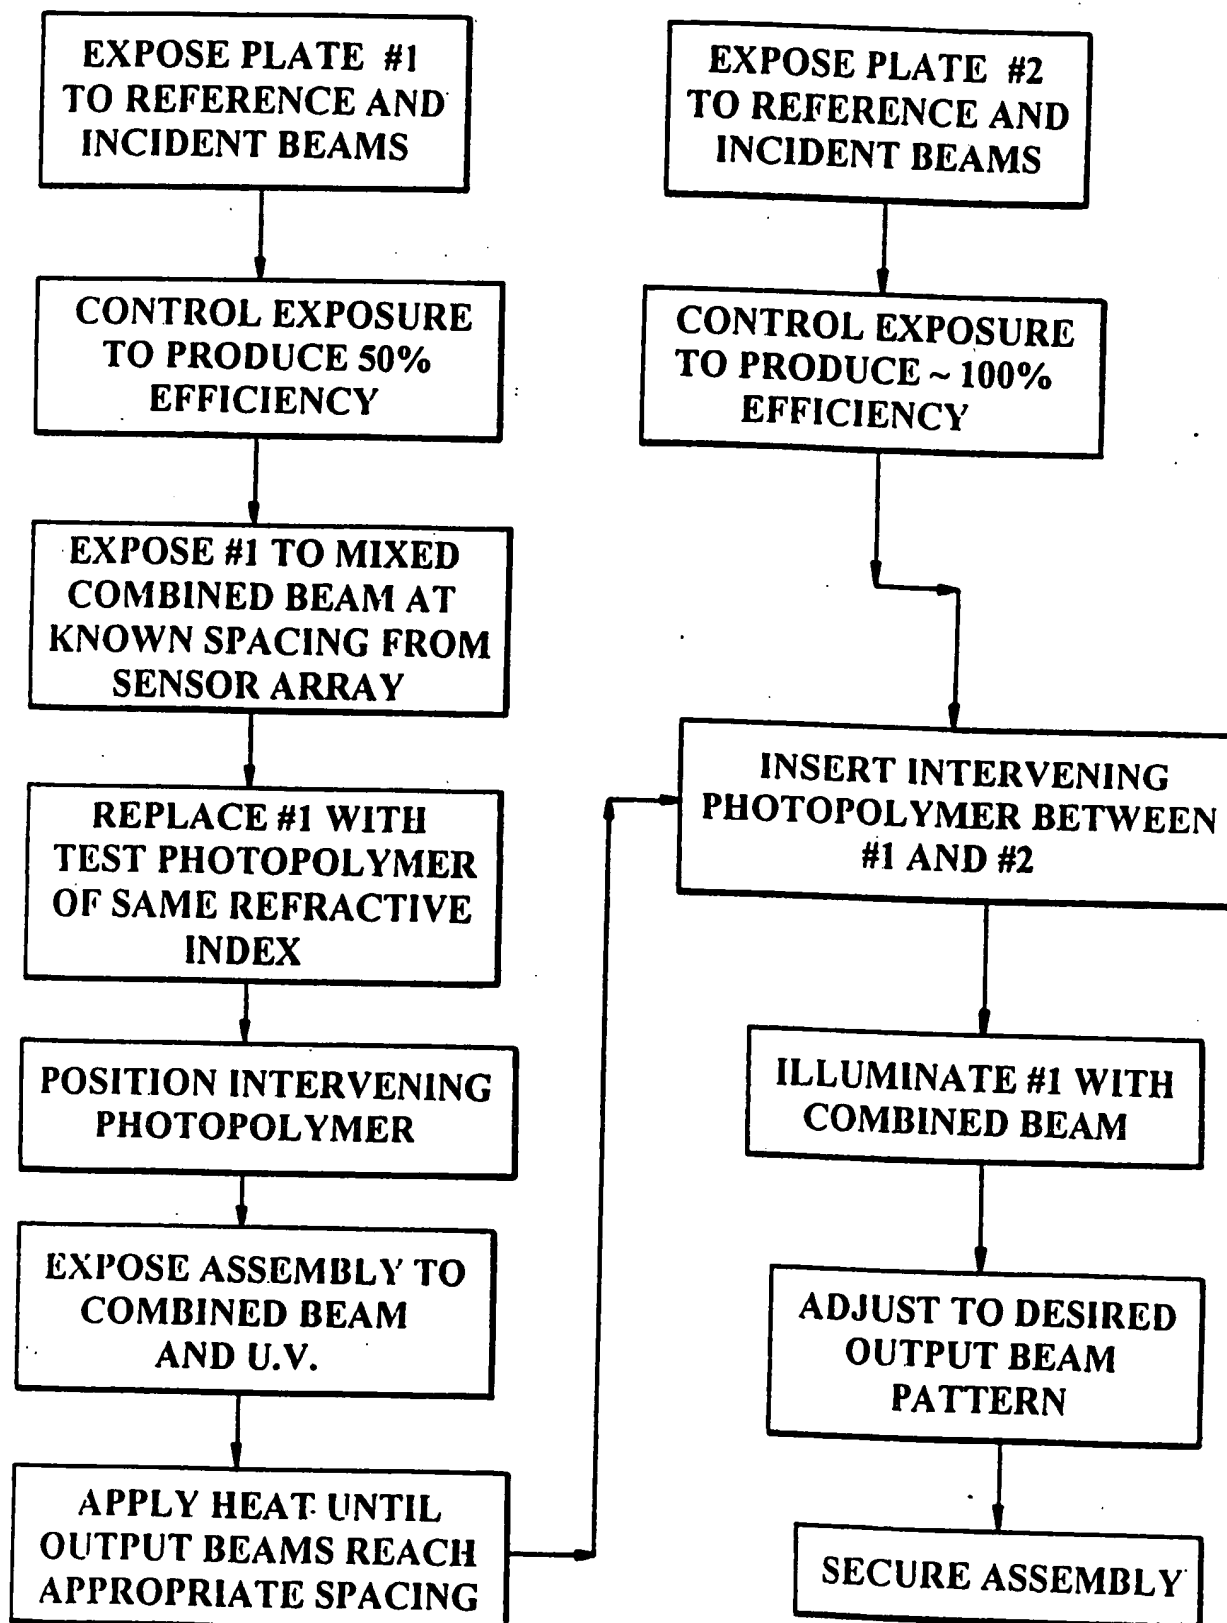 EXPOSE PLATE #1
TO REFERENCE AND
INCIDENT BEAMS
CONTROL EXPOSURE
TO PRODUCE 50%
EFFICIENCY
EXPOSE #1 TO MIXED
COMBINED BEAM AT
KNOWN SPACING FROM
SENSOR ARRAY
REPLACE #1 WITH
TEST PHOTOPOLYMER
OF SAME REFRACTIVE
INDEX
POSITION INTERVENING
PHOTOPOLYMER
EXPOSE ASSEMBLY TO
COMBINED BEAM
AND U.V.
APPLY HEAT UNTIL
OUTPUT BEAMS REACH
APPROPRIATE SPACING
EXPOSE PLATE #2
TO REFERENCE AND
INCIDENT BEAMS
CONTROL EXPOSURE
TO PRODUCE ~ 100%
EFFICIENCY
INSERT INTERVENING
PHOTOPOLYMER BETWEEN
#1 AND #2
ILLUMINATE #1 WITH
COMBINED BEAM
ADJUST TO DESIRED
OUTPUT BEAM
PATTERN
SECURE ASSEMBLY